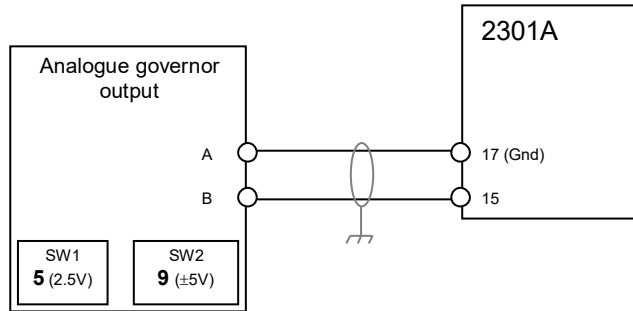 2301A
Analogue governor
output
A
17 (Gnd)
B
15
SW1
5 (2.5V)
SW2
9 (±5V)